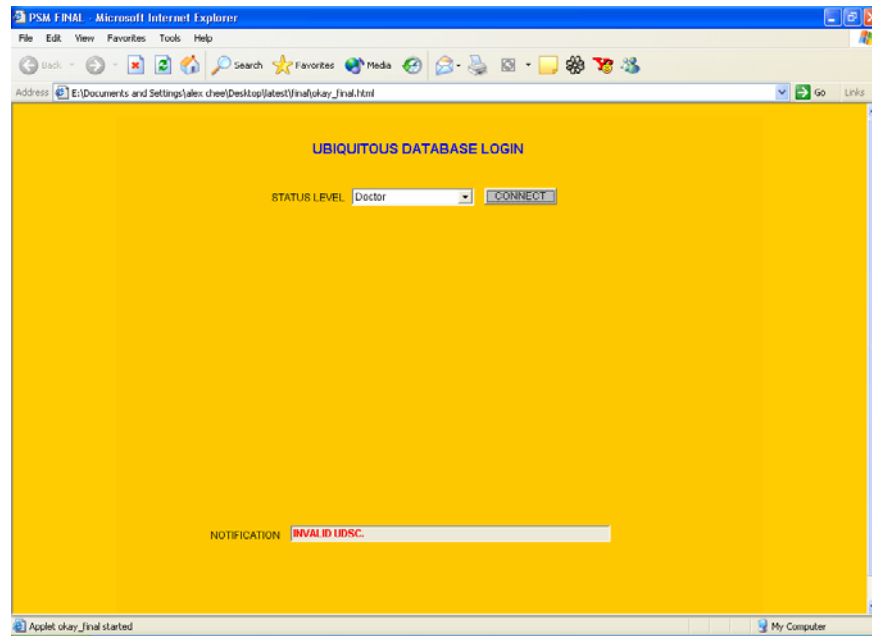 PSM FINAL - Microsoft Internet Explorer
File Edit View Favorites Tools Help
Back Search Favorites Media
Address E:\Documents and Settings\alex chee\Desktop\latest\final\okay_final.html Go Links
UBIQUITOUS DATABASE LOGIN
STATUS LEVEL Doctor CONNECT
NOTIFICATION INVALID UDSC.
Applet okay_final started My Computer